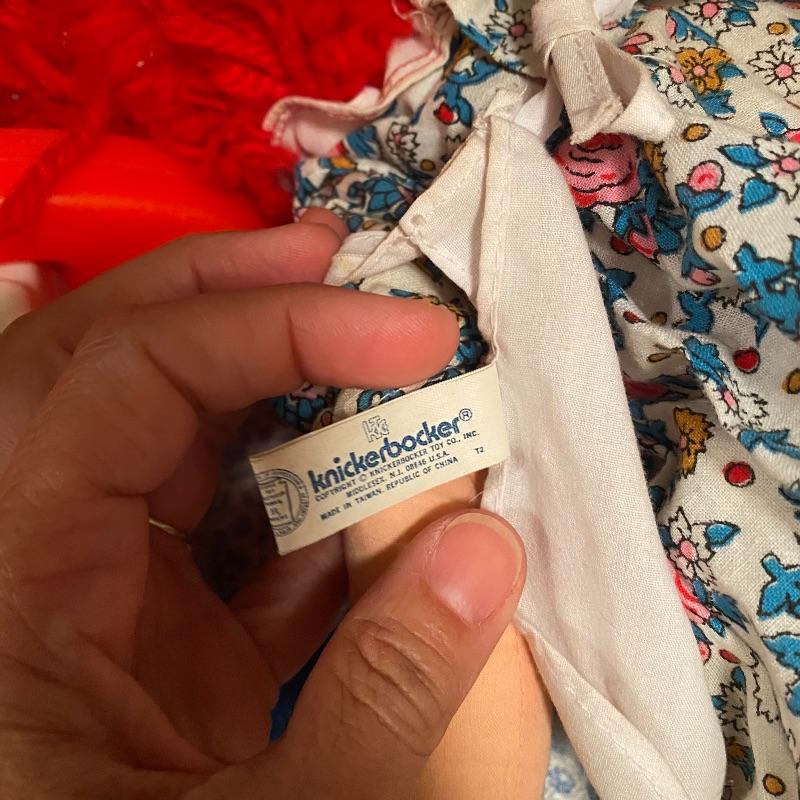 KTC
knickerbocker®
COPYRIGHT © KNICKERBOCKER TOY CO., INC.
MIDDLESEX, N.J. 08846 U.S.A.
MADE IN TAIWAN, REPUBLIC OF CHINA T2